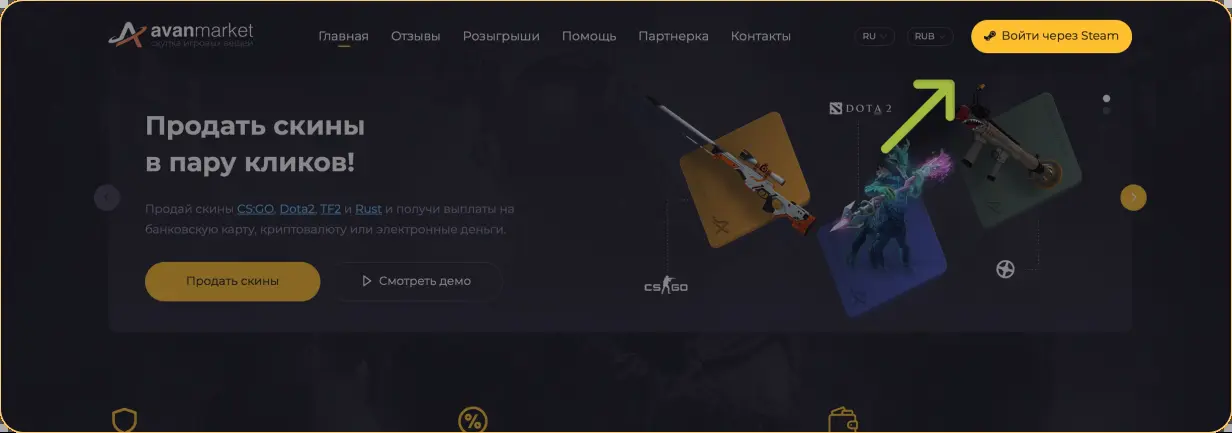 avanmarket
скупка игровых вещей
Главная
Отзывы
Розыгрыши
Помощь
Партнерка
Контакты
RU
RUB
Войти через Steam
Продать скины
в пару кликов!
Продай скины CS:GO, Dota2, TF2 и Rust и получи выплаты на
банковскую карту, криптовалюту или электронные деньги.
Продать скины
Смотреть демо
DOTA 2
CS GO